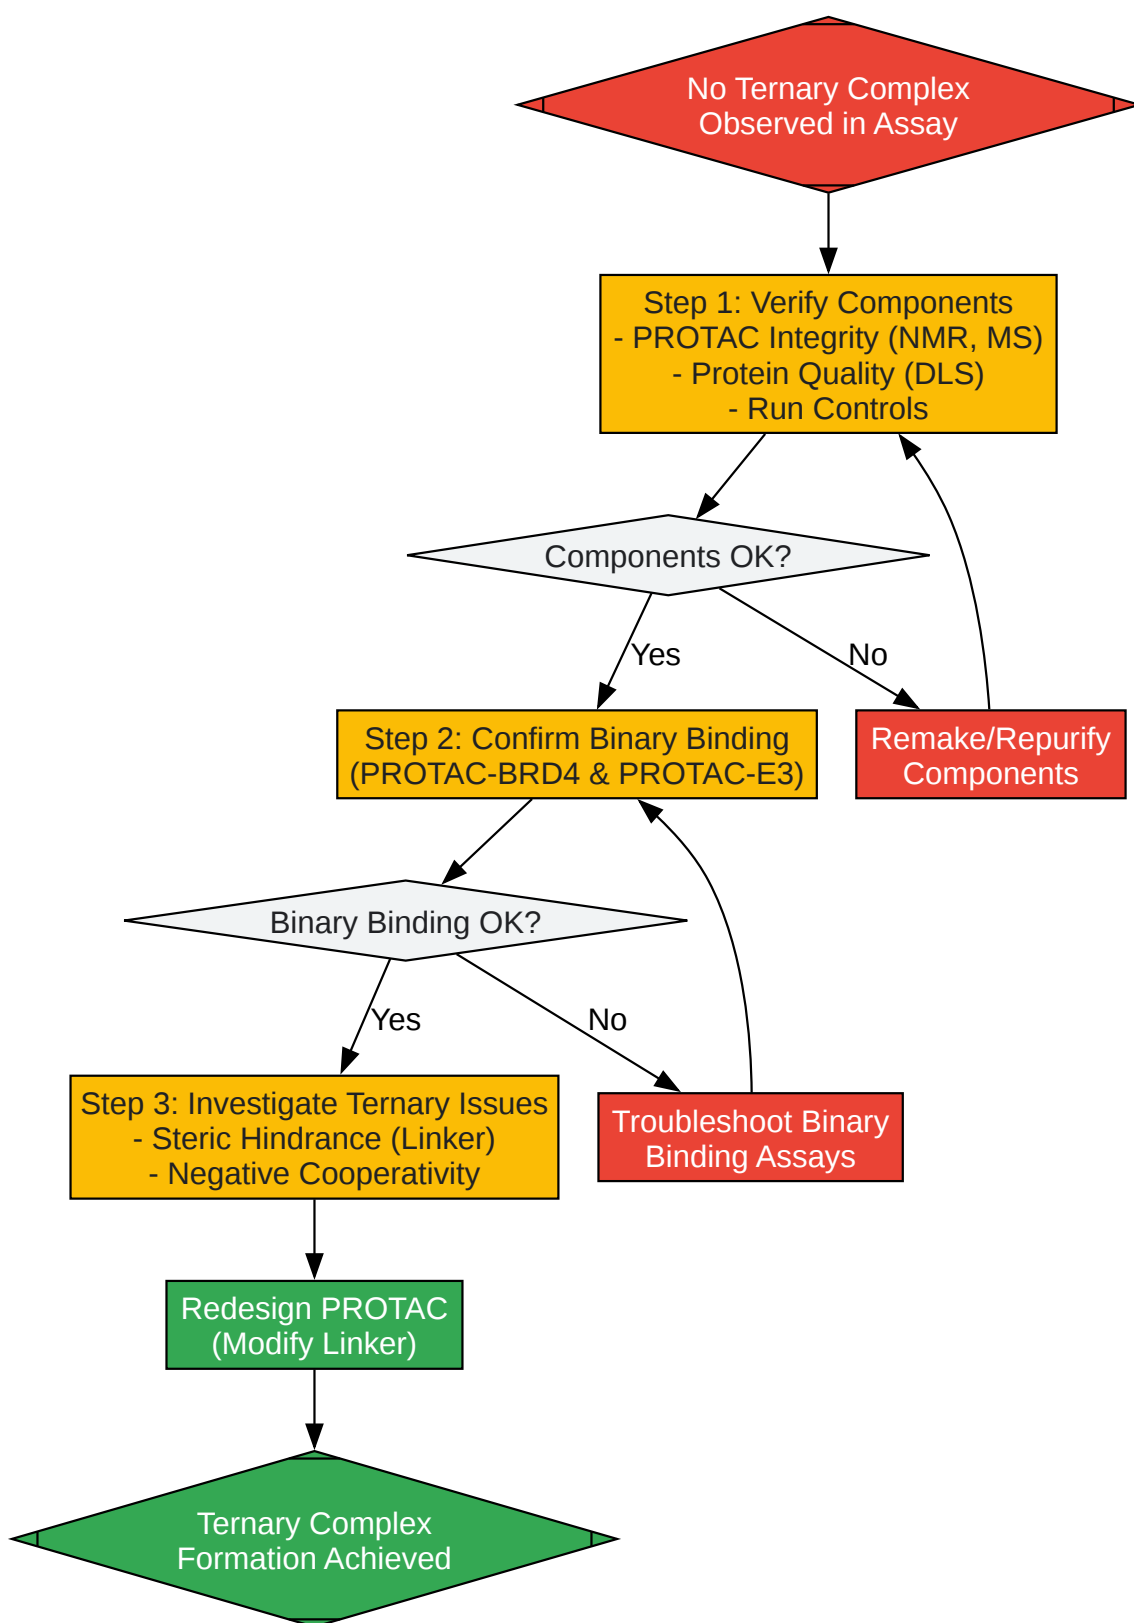 No Ternary Complex
Observed in Assay
Step 1: Verify Components
- PROTAC Integrity (NMR, MS)
- Protein Quality (DLS)
- Run Controls
Components OK?
Yes
No
Step 2: Confirm Binary Binding
(PROTAC-BRD4 & PROTAC-E3)
Remake/Repurify
Components
Binary Binding OK?
Yes
No
Step 3: Investigate Ternary Issues
- Steric Hindrance (Linker)
- Negative Cooperativity
Troubleshoot Binary
Binding Assays
Redesign PROTAC
(Modify Linker)
Ternary Complex
Formation Achieved